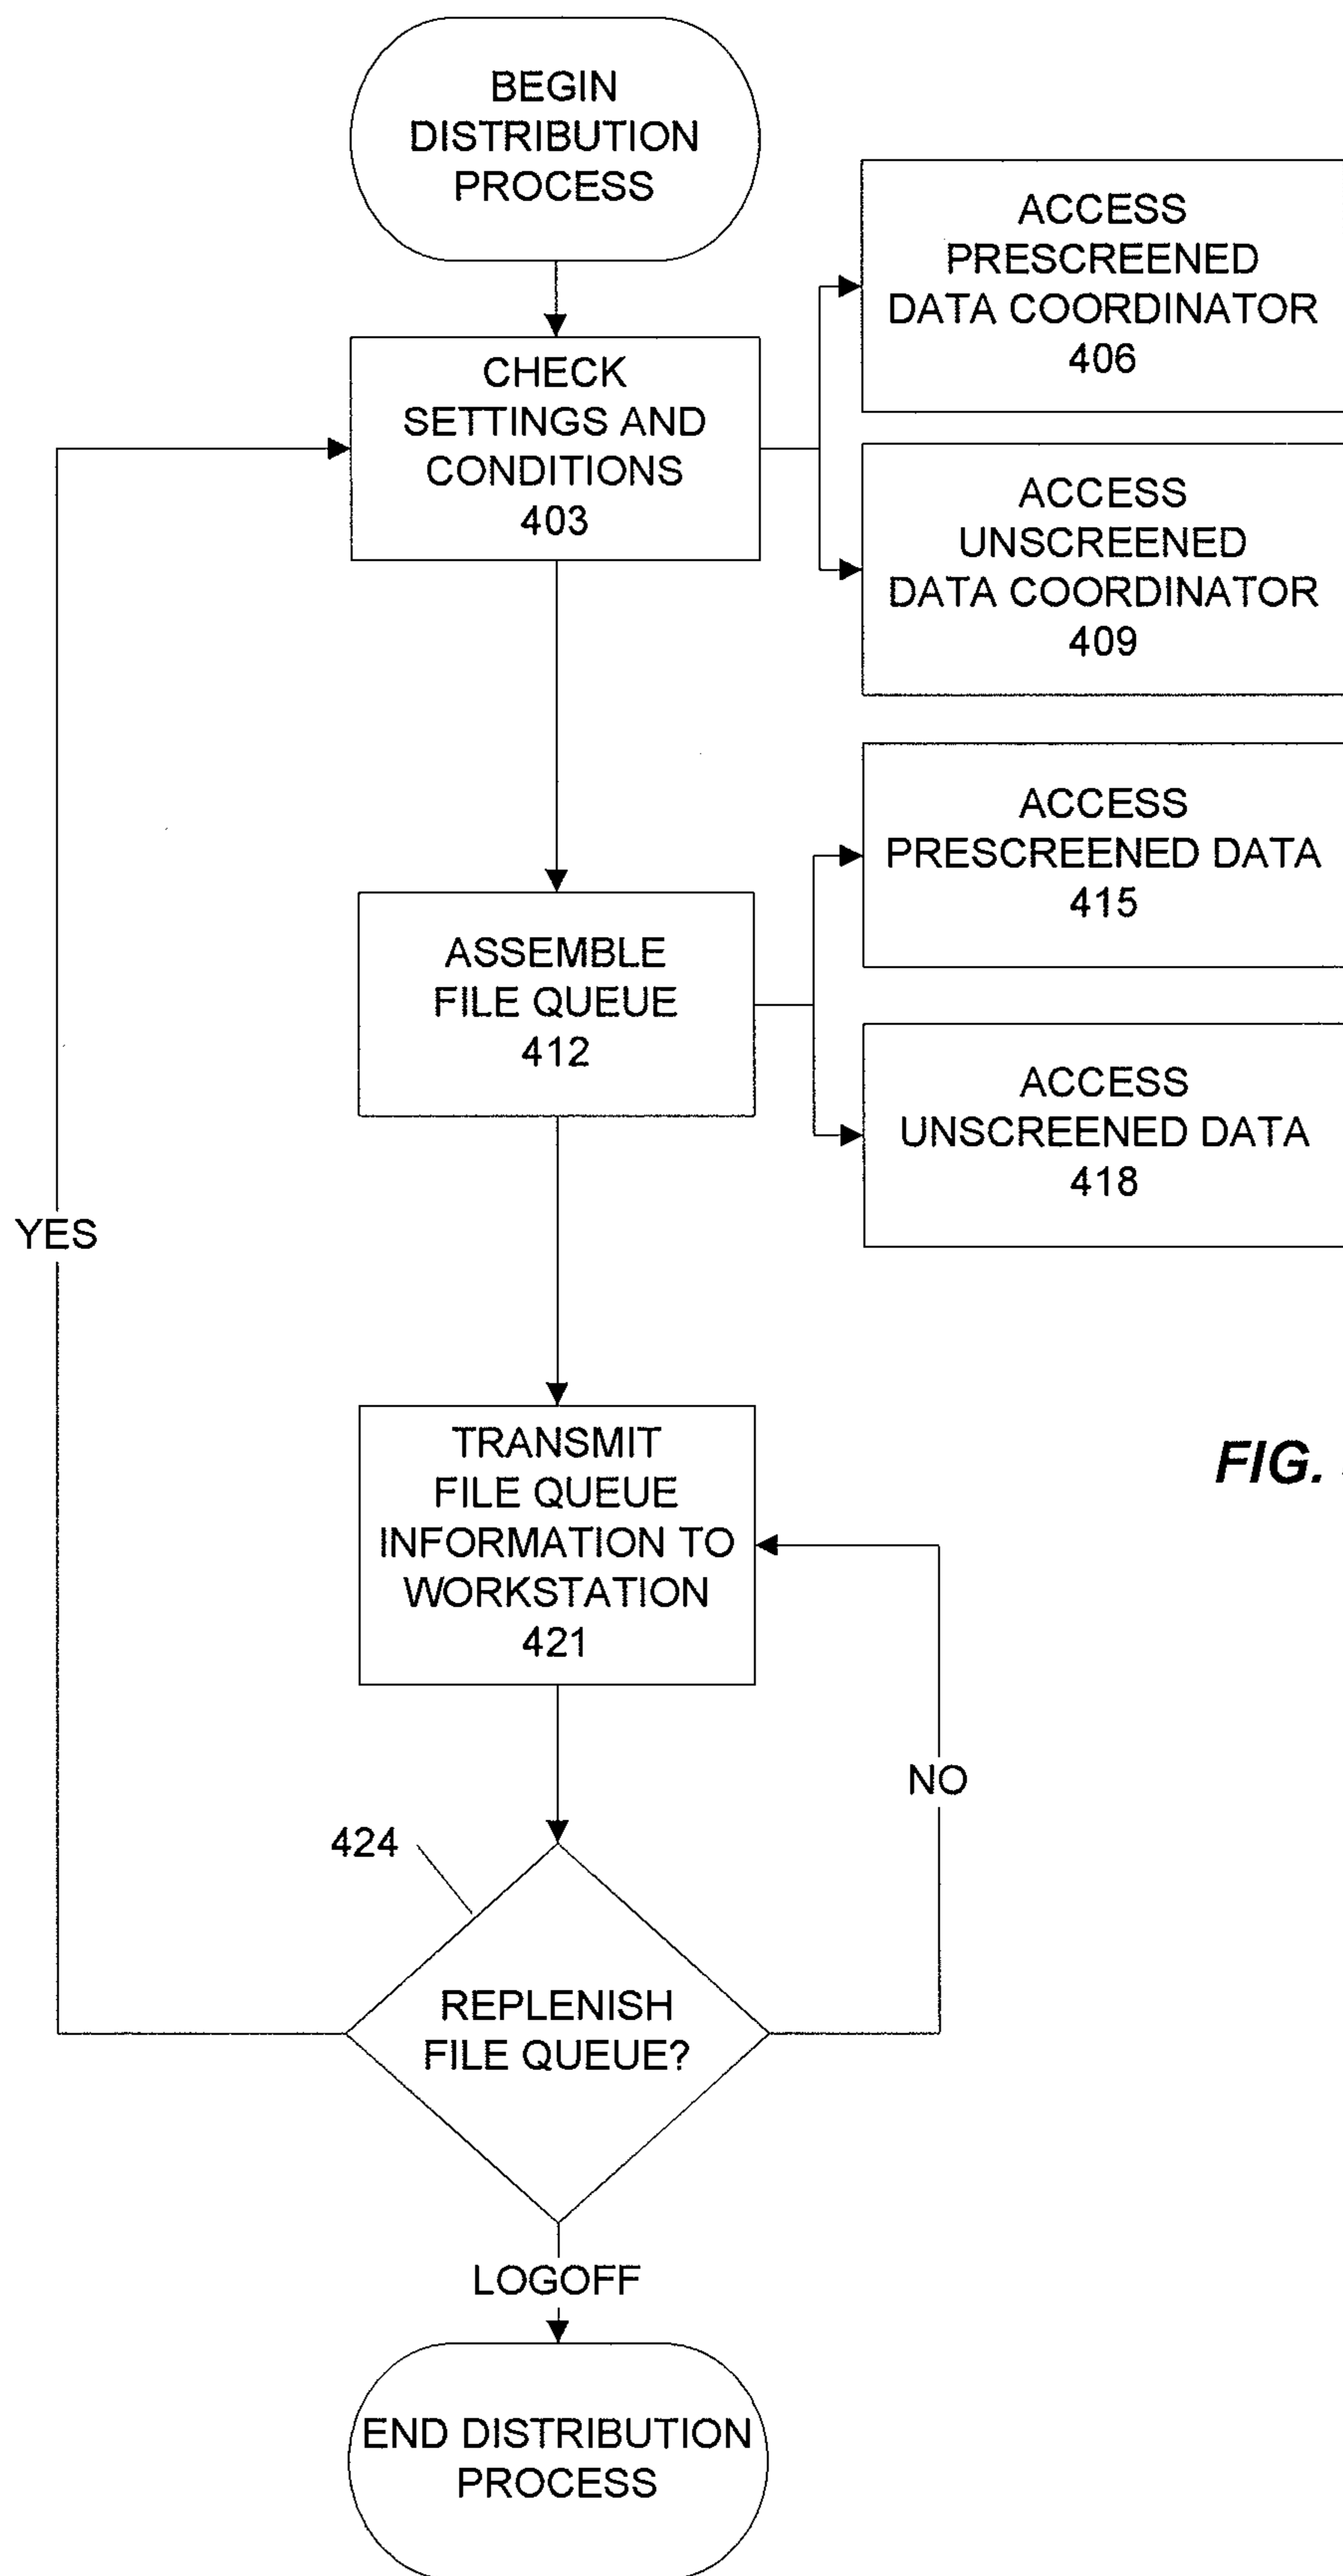 BEGIN
DISTRIBUTION
PROCESS
CHECK
SETTINGS AND
CONDITIONS
403
ACCESS
PRESCREENED
DATA COORDINATOR
406
ACCESS
UNSCREENED
DATA COORDINATOR
409
ASSEMBLE
FILE QUEUE
412
ACCESS
PRESCREENED DATA
415
ACCESS
UNSCREENED DATA
418
YES
TRANSMIT
FILE QUEUE
INFORMATION TO
WORKSTATION
421
FIG.
NO
424
REPLENISH
FILE QUEUE?
LOGOFF
END DISTRIBUTION
PROCESS